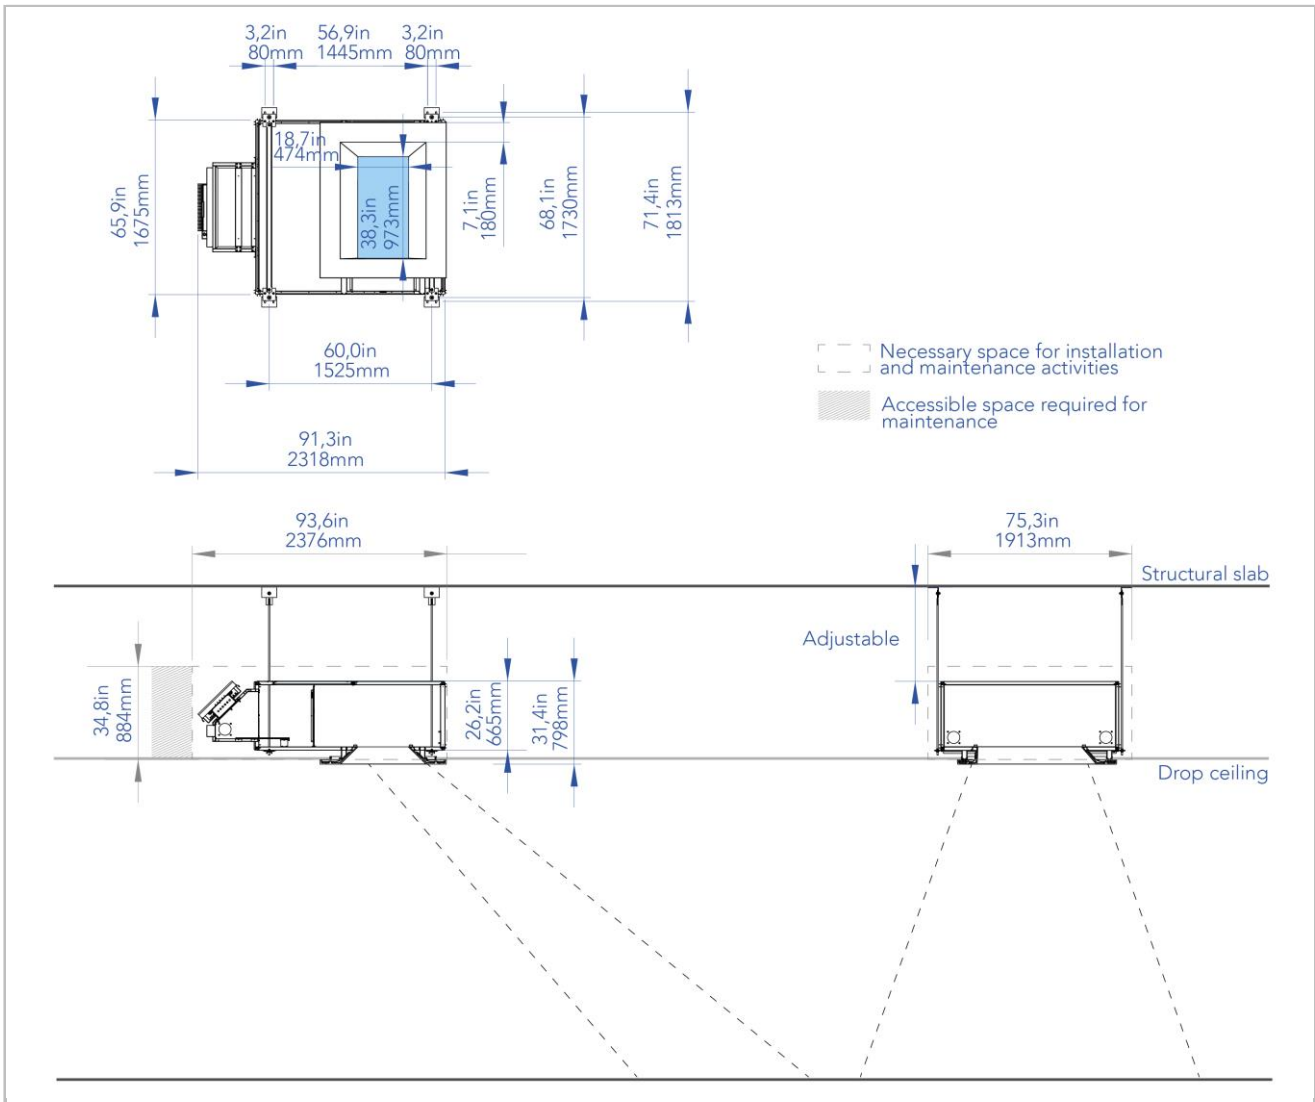 3,2in
80mm
56,9in
1445mm
3,2in
80mm
18,7in
474mm
38,3in
973mm
65,9in
1675mm
7,1in
180mm
68,1in
1730mm
71,4in
1813mm
60,0in
1525mm
91,3in
2318mm
Necessary space for installation
and maintenance activities
Accessible space required for
maintenance
93,6in
2376mm
75,3in
1913mm
Structural slab
Adjustable
34,8in
884mm
26,2in
665mm
31,4in
798mm
Drop ceiling